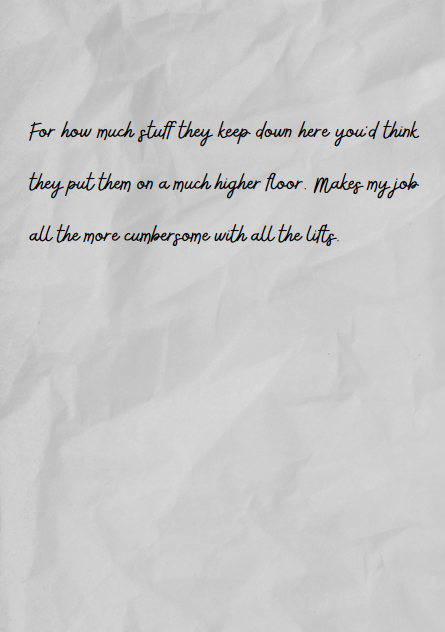 For how much stuff they keep down here you'd think
they put them on a much higher floor. Makes my job
all the more cumbersome with all the lifts.